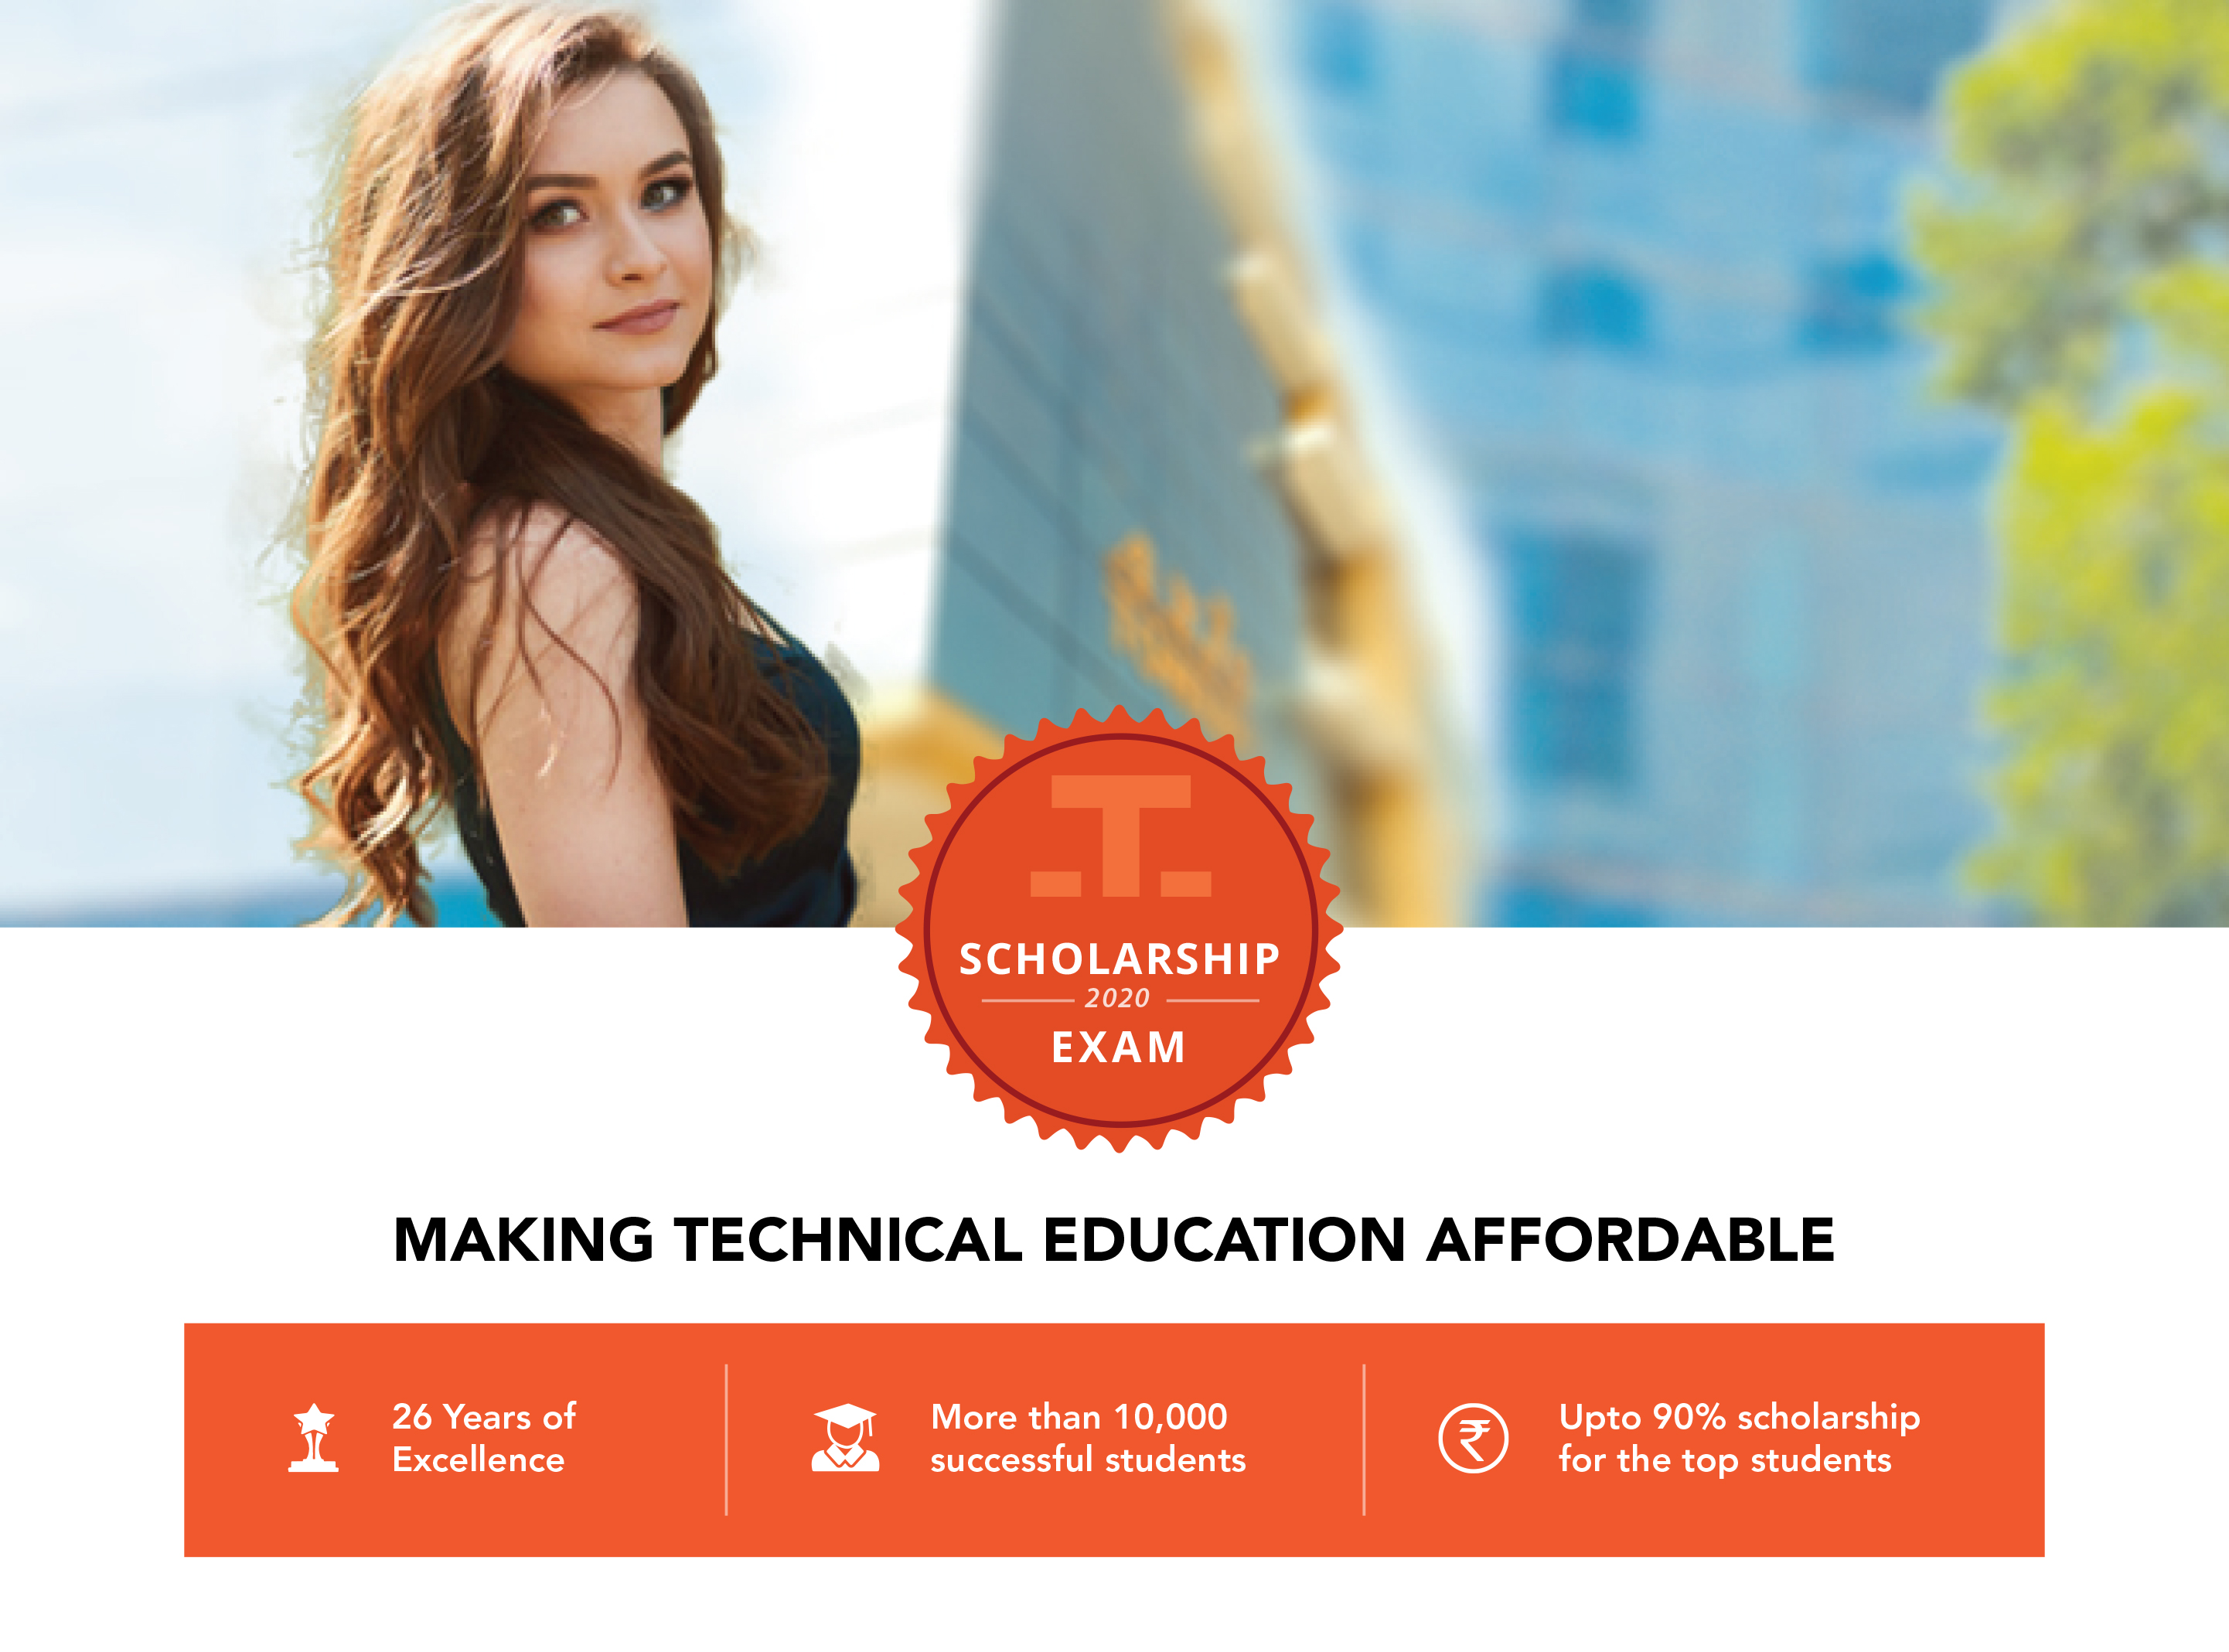 SCHOLARSHIP
2020
EXAM
MAKING TECHNICAL EDUCATION AFFORDABLE
26 Years of
Excellence
More than 10,000
successful students
₹
Upto 90% scholarship
for the top students